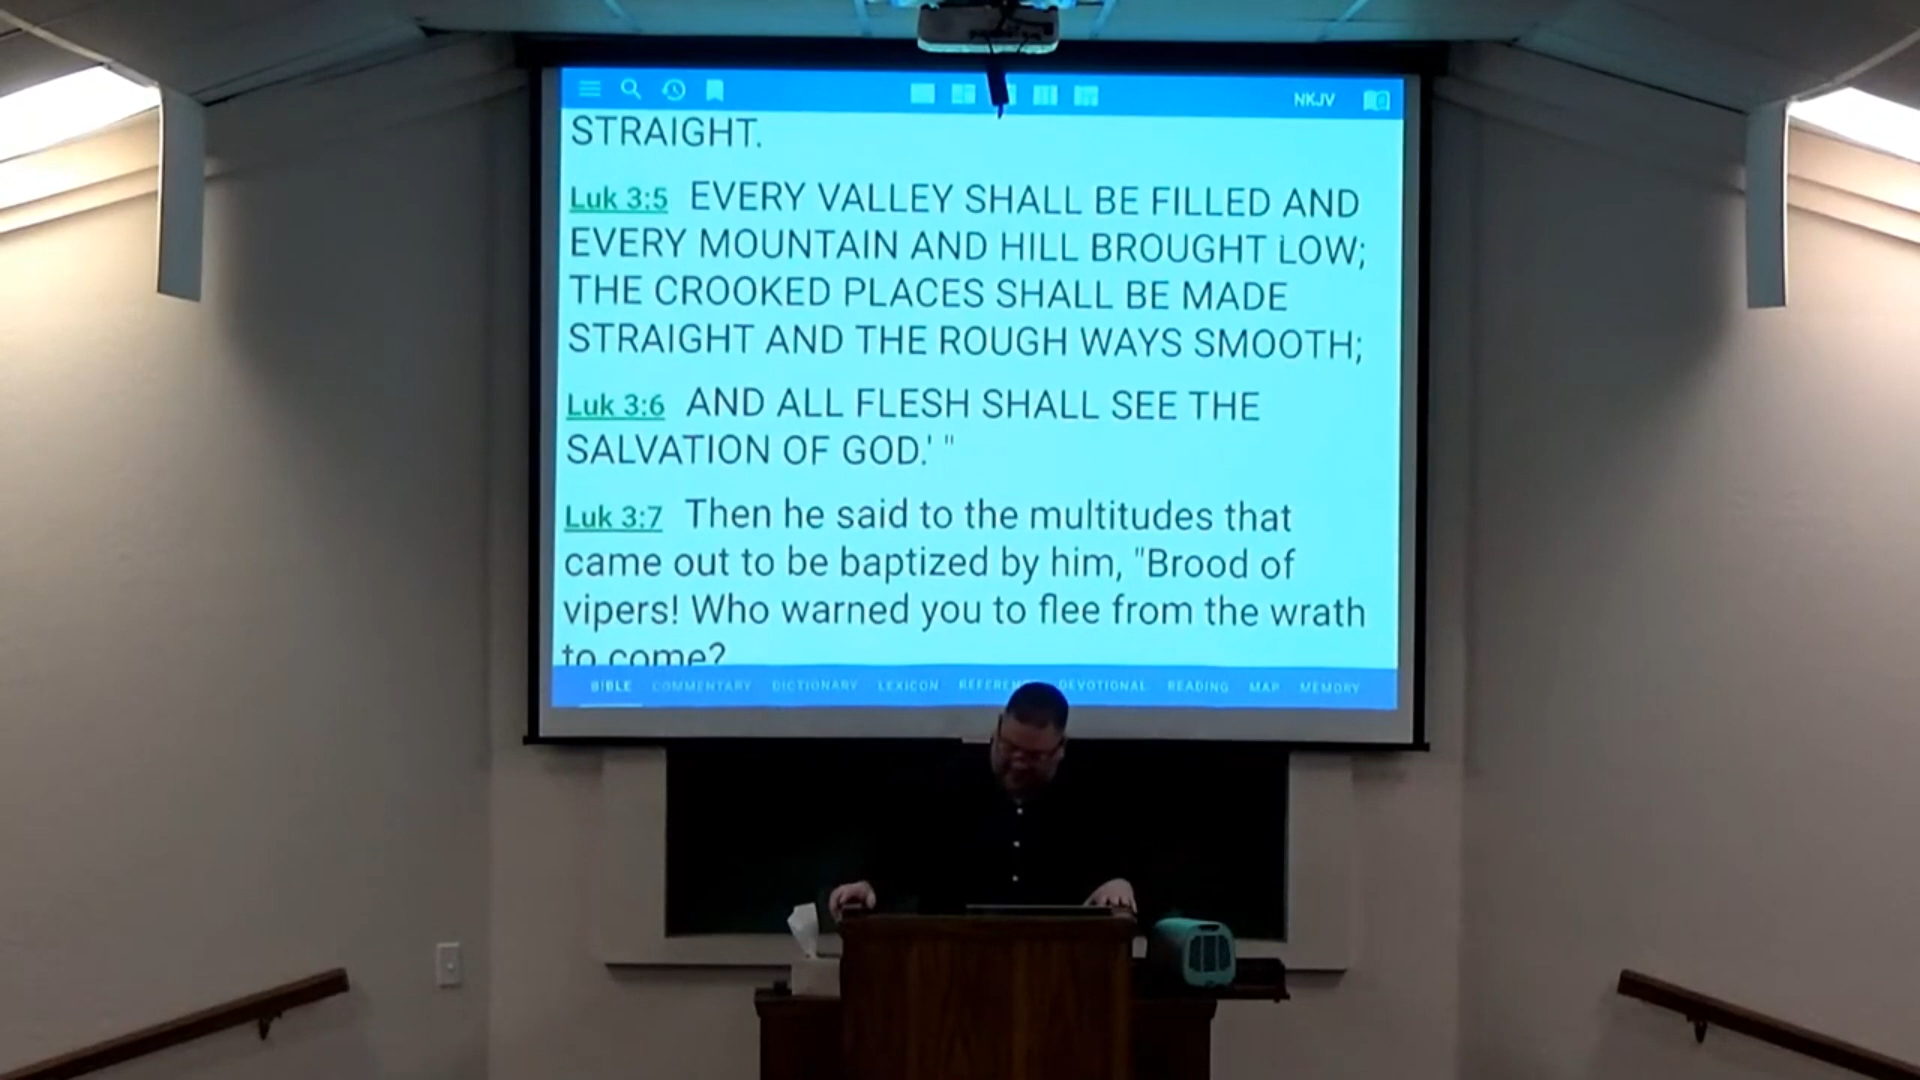 NKJV
STRAIGHT.
Luk 3:5 EVERY VALLEY SHALL BE FILLED AND
EVERY MOUNTAIN AND HILL BROUGHT LOW;
THE CROOKED PLACES SHALL BE MADE
STRAIGHT AND THE ROUGH WAYS SMOOTH;
Luk 3:6 AND ALL FLESH SHALL SEE THE
SALVATION OF GOD.' "
Luk 3:7 Then he said to the multitudes that
came out to be baptized by him, "Brood of
vipers! Who warned you to flee from the wrath
to come?
BIBLE COMMENTARY DICTIONARY LEXICON DEVOTIONAL READING MAP MEMORY